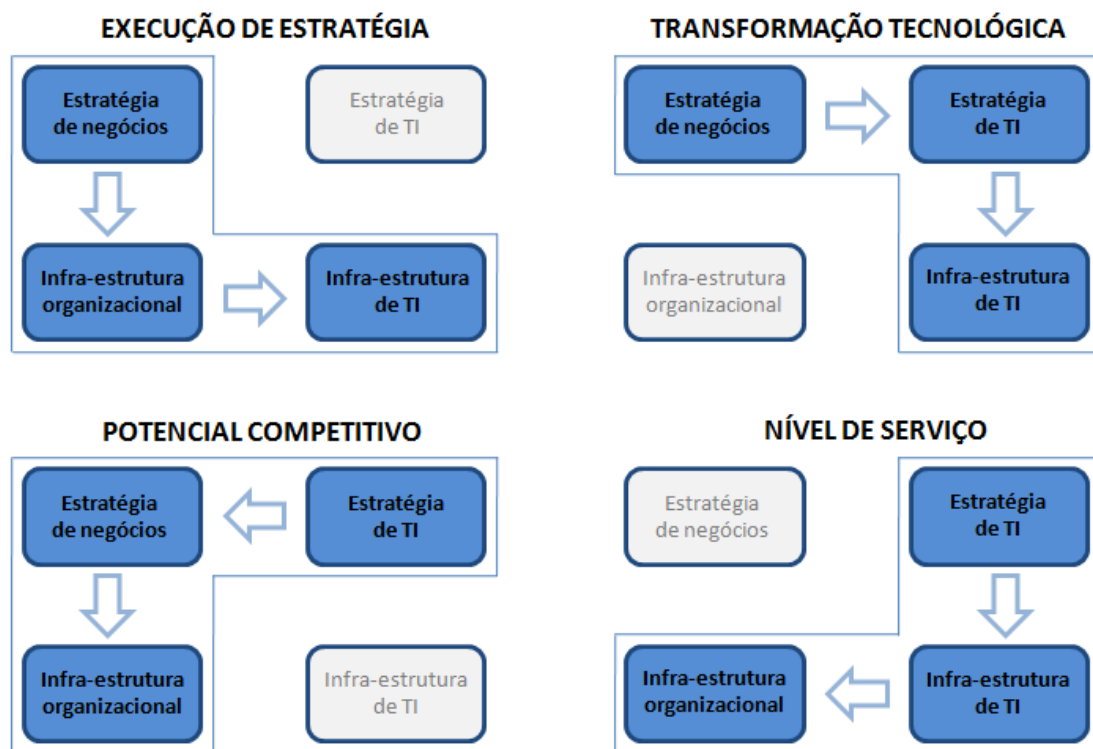 EXECUÇÃO DE ESTRATÉGIA
Estratégia
de negócios
Estratégia
de TI
Infra-estrutura
organizacional
Infra-estrutura
de TI
TRANSFORMAÇÃO TECNOLÓGICA
Estratégia
de negócios
Estratégia
de TI
Infra-estrutura
organizacional
Infra-estrutura
de TI
POTENCIAL COMPETITIVO
Estratégia
de negócios
Estratégia
de TI
Infra-estrutura
organizacional
Infra-estrutura
de TI
NÍVEL DE SERVIÇO
Estratégia
de negócios
Estratégia
de TI
Infra-estrutura
organizacional
Infra-estrutura
de TI